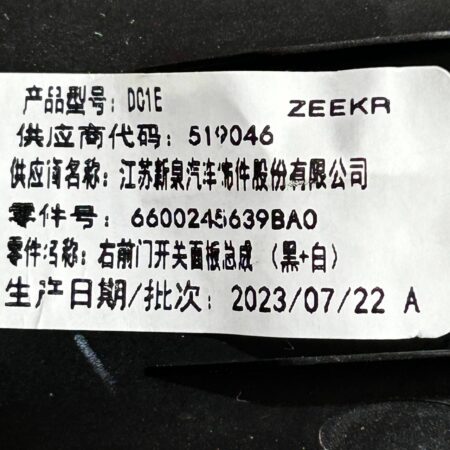 产品型号: DC1E ZEEKR
供应商代码: 519046
供应商名称: 江苏新泉汽车饰件股份有限公司
零件号: 6600245639BAO
零件名称: 右前门开关面板总成 (黑+白)
生产日期/批次: 2023/07/22 A